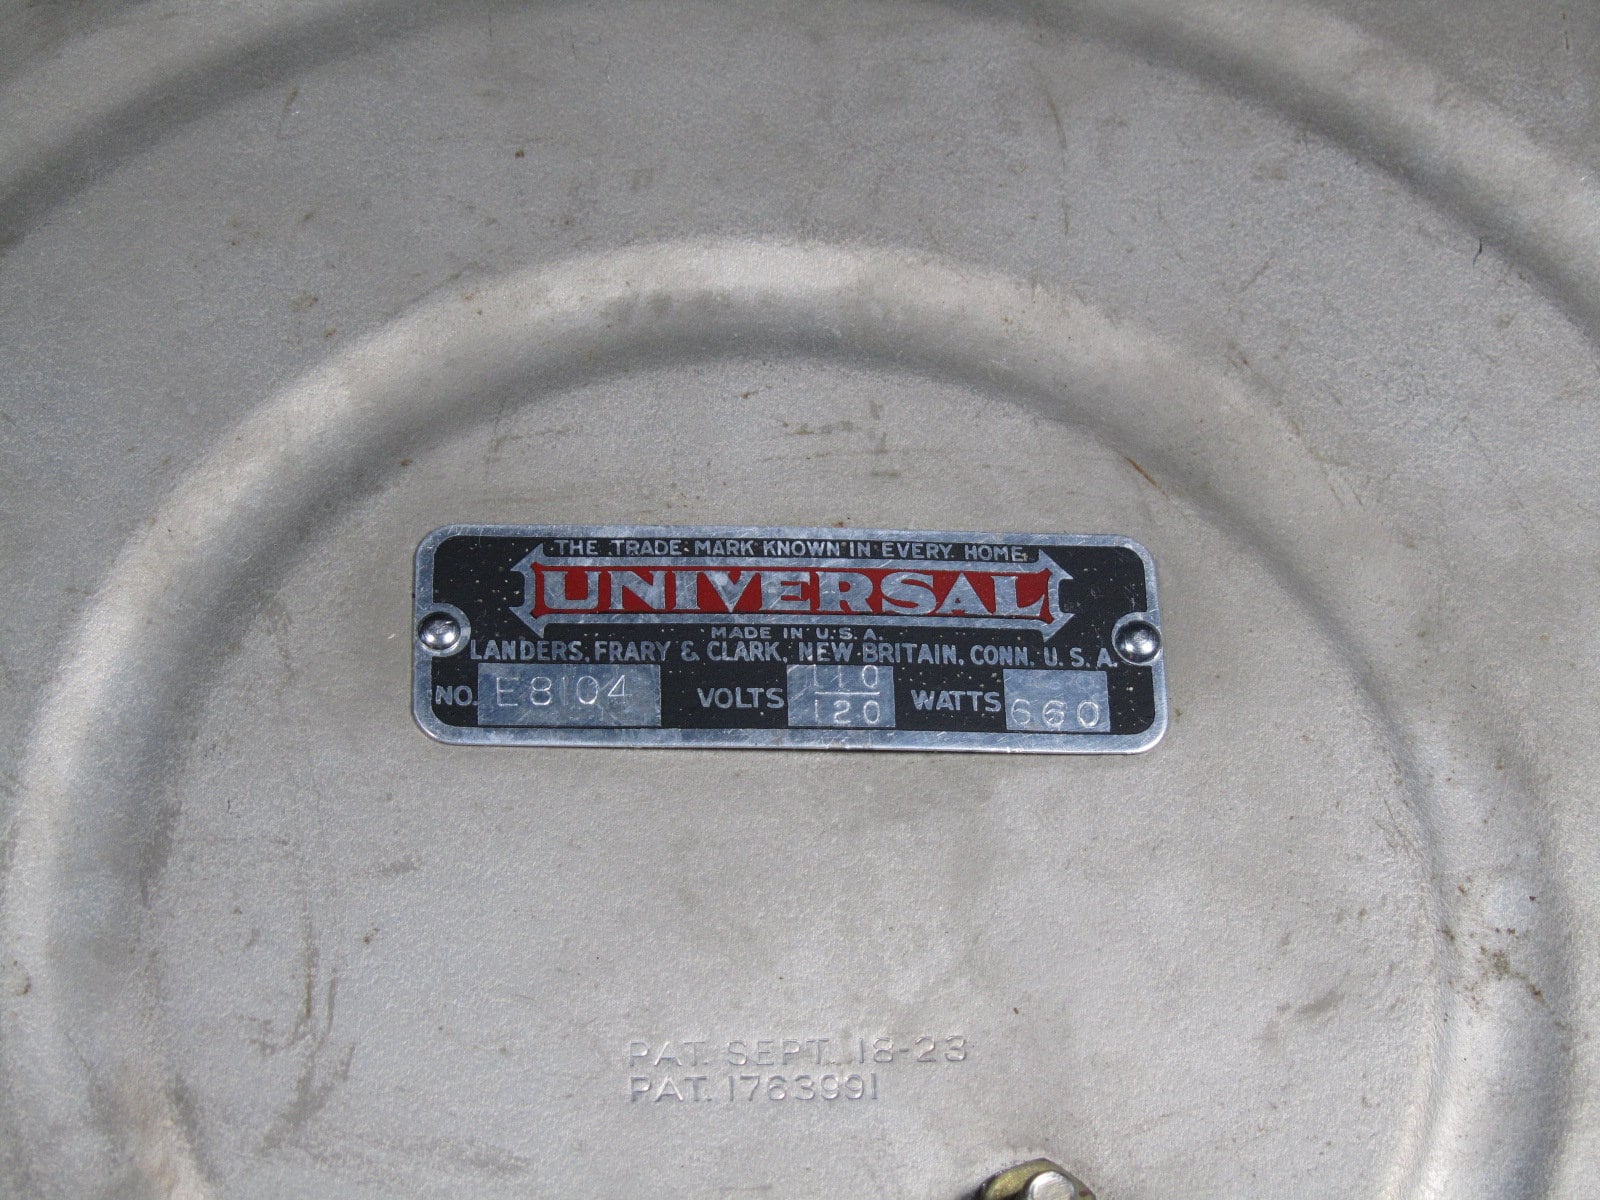 THE TRADE MARK KNOWN IN EVERY HOME
UNIVERSAL
MADE IN U.S.A.
LANDERS, FRARY & CLARK, NEW BRITAIN, CONN. U.S.A.
NO. E8104 VOLTS 110/120 WATTS 660
PAT. SEPT. 18-23
PAT. 1763991